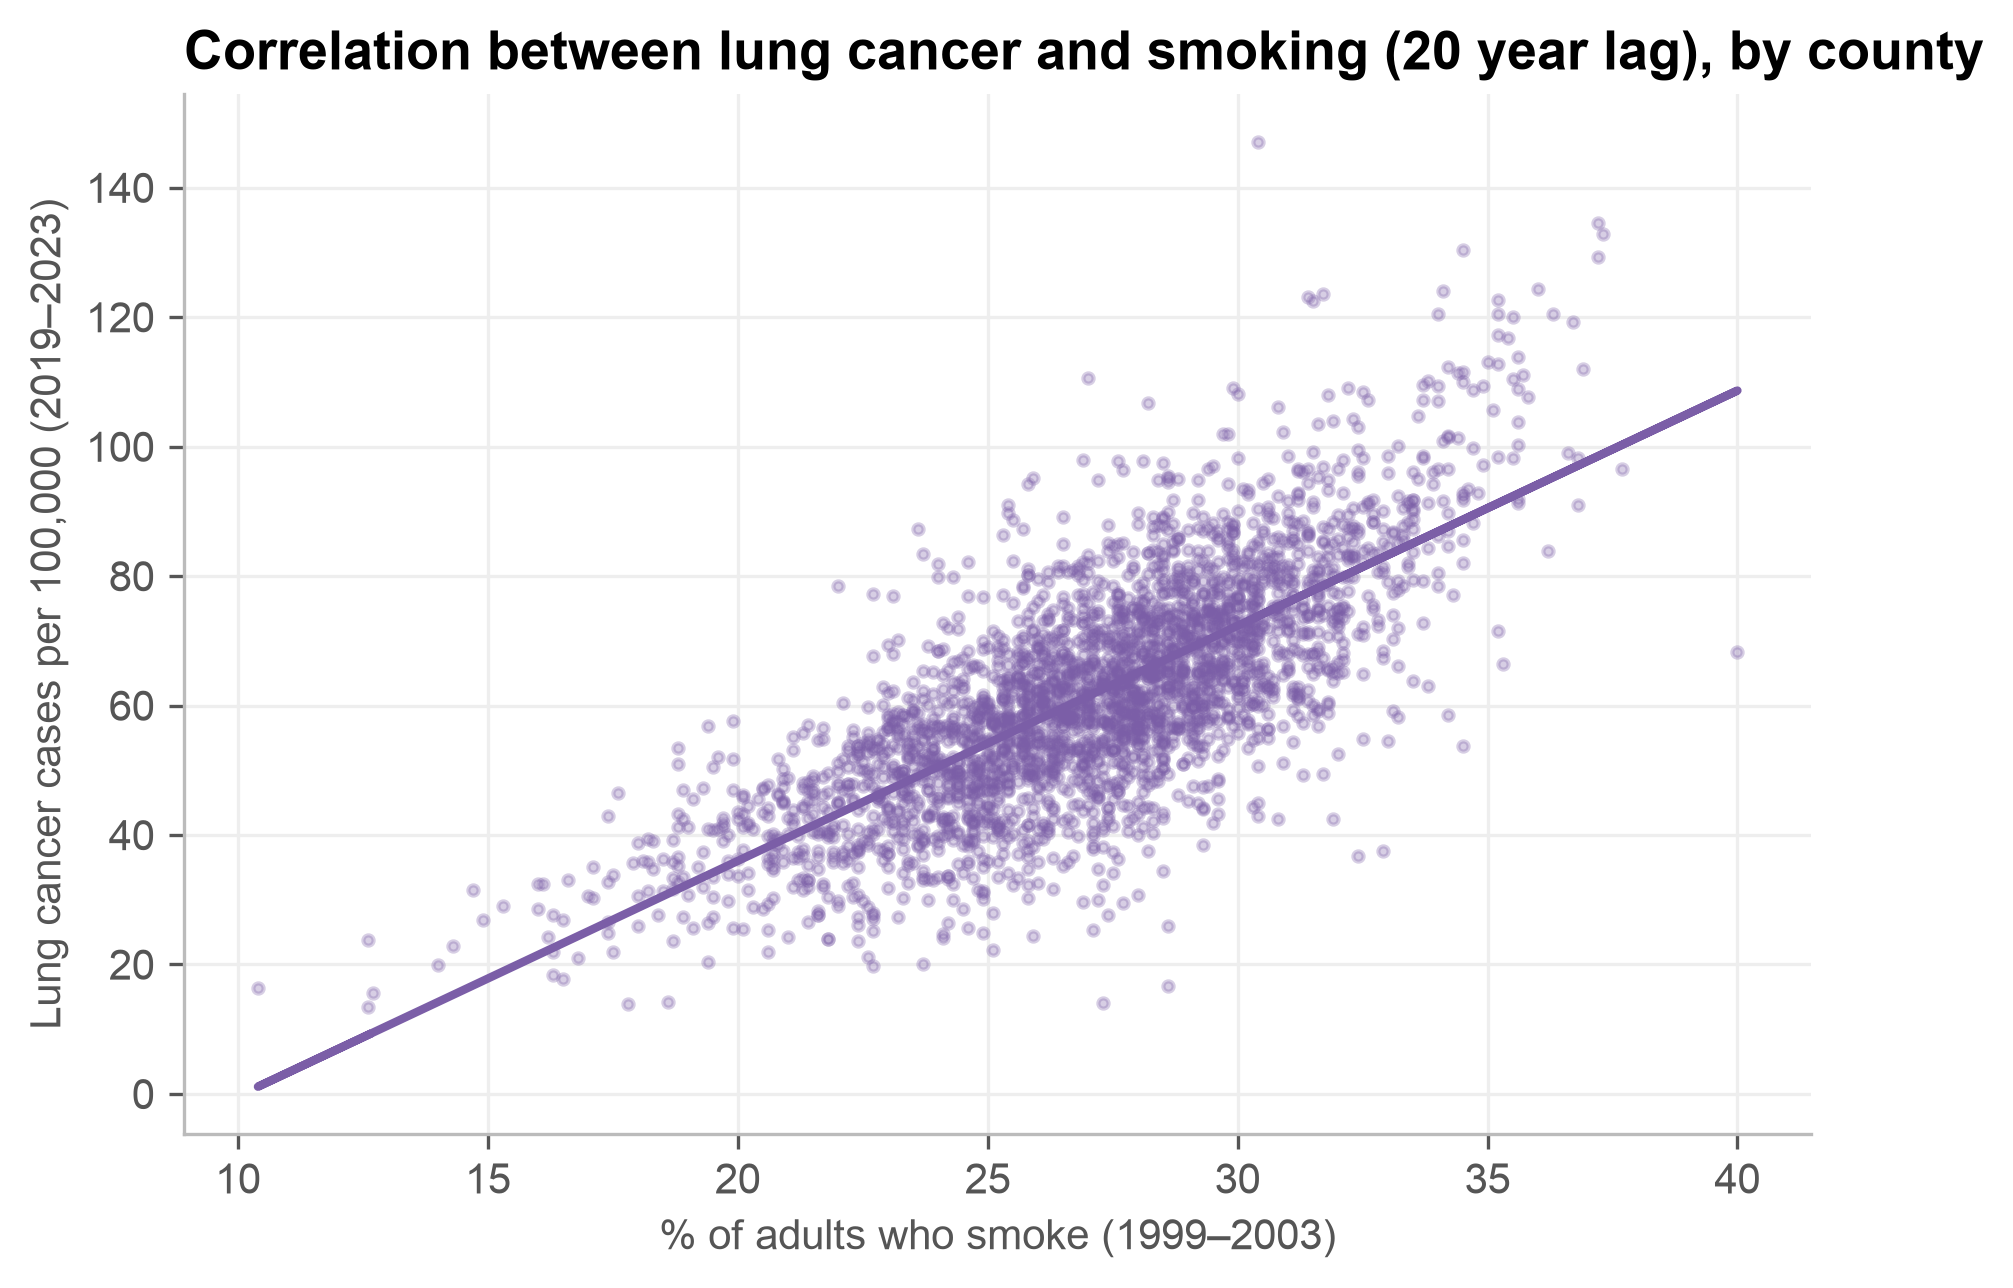 Correlation between lung cancer and smoking (20 year lag), by county
Lung cancer cases per 100,000 (2019–2023)
140
120
100
80
60
40
20
0
10 15 20 25 30 35 40
% of adults who smoke (1999–2003)